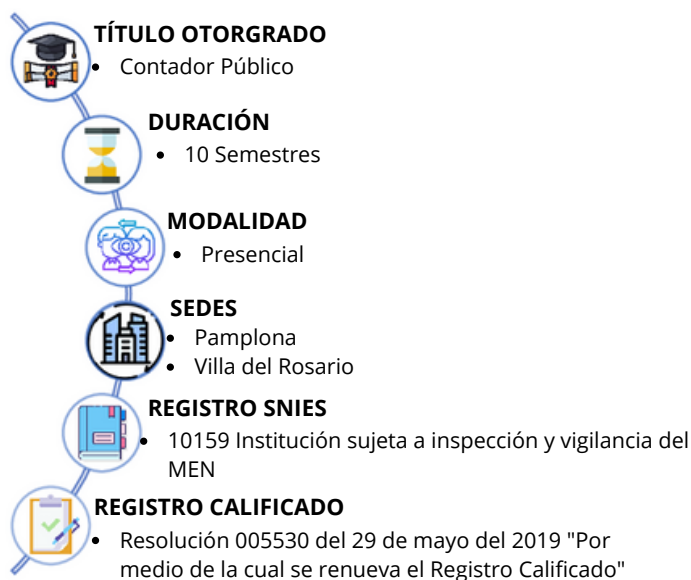 TÍTULO OTORGRADO
• Contador Público
DURACIÓN
• 10 Semestres
MODALIDAD
• Presencial
SEDES
• Pamplona
• Villa del Rosario
REGISTRO SNIES
• 10159 Institución sujeta a inspección y vigilancia del
MEN
REGISTRO CALIFICADO
• Resolución 005530 del 29 de mayo del 2019 "Por
medio de la cual se renueva el Registro Calificado"